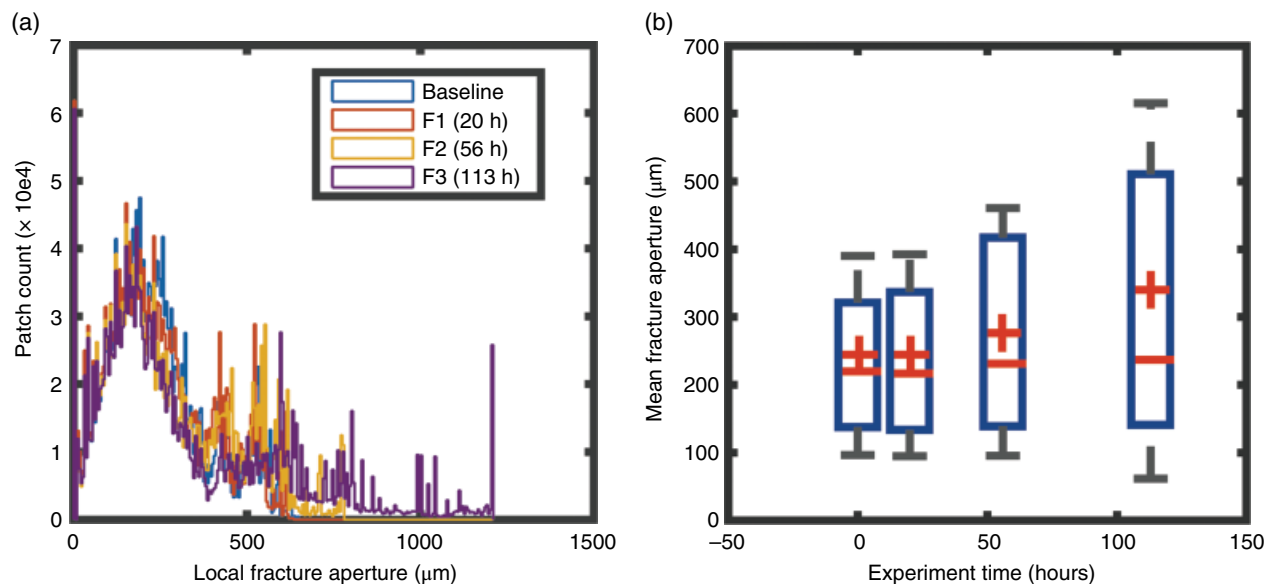 (a)
7
6
5
4
3
2
1
0
Patch count (× 10e4)
0
500
1000
1500
Local fracture aperture (μm)
Baseline
F1 (20 h)
F2 (56 h)
F3 (113 h)
(b)
700
600
500
400
300
200
100
0
Mean fracture aperture (μm)
–50
0
50
100
150
Experiment time (hours)